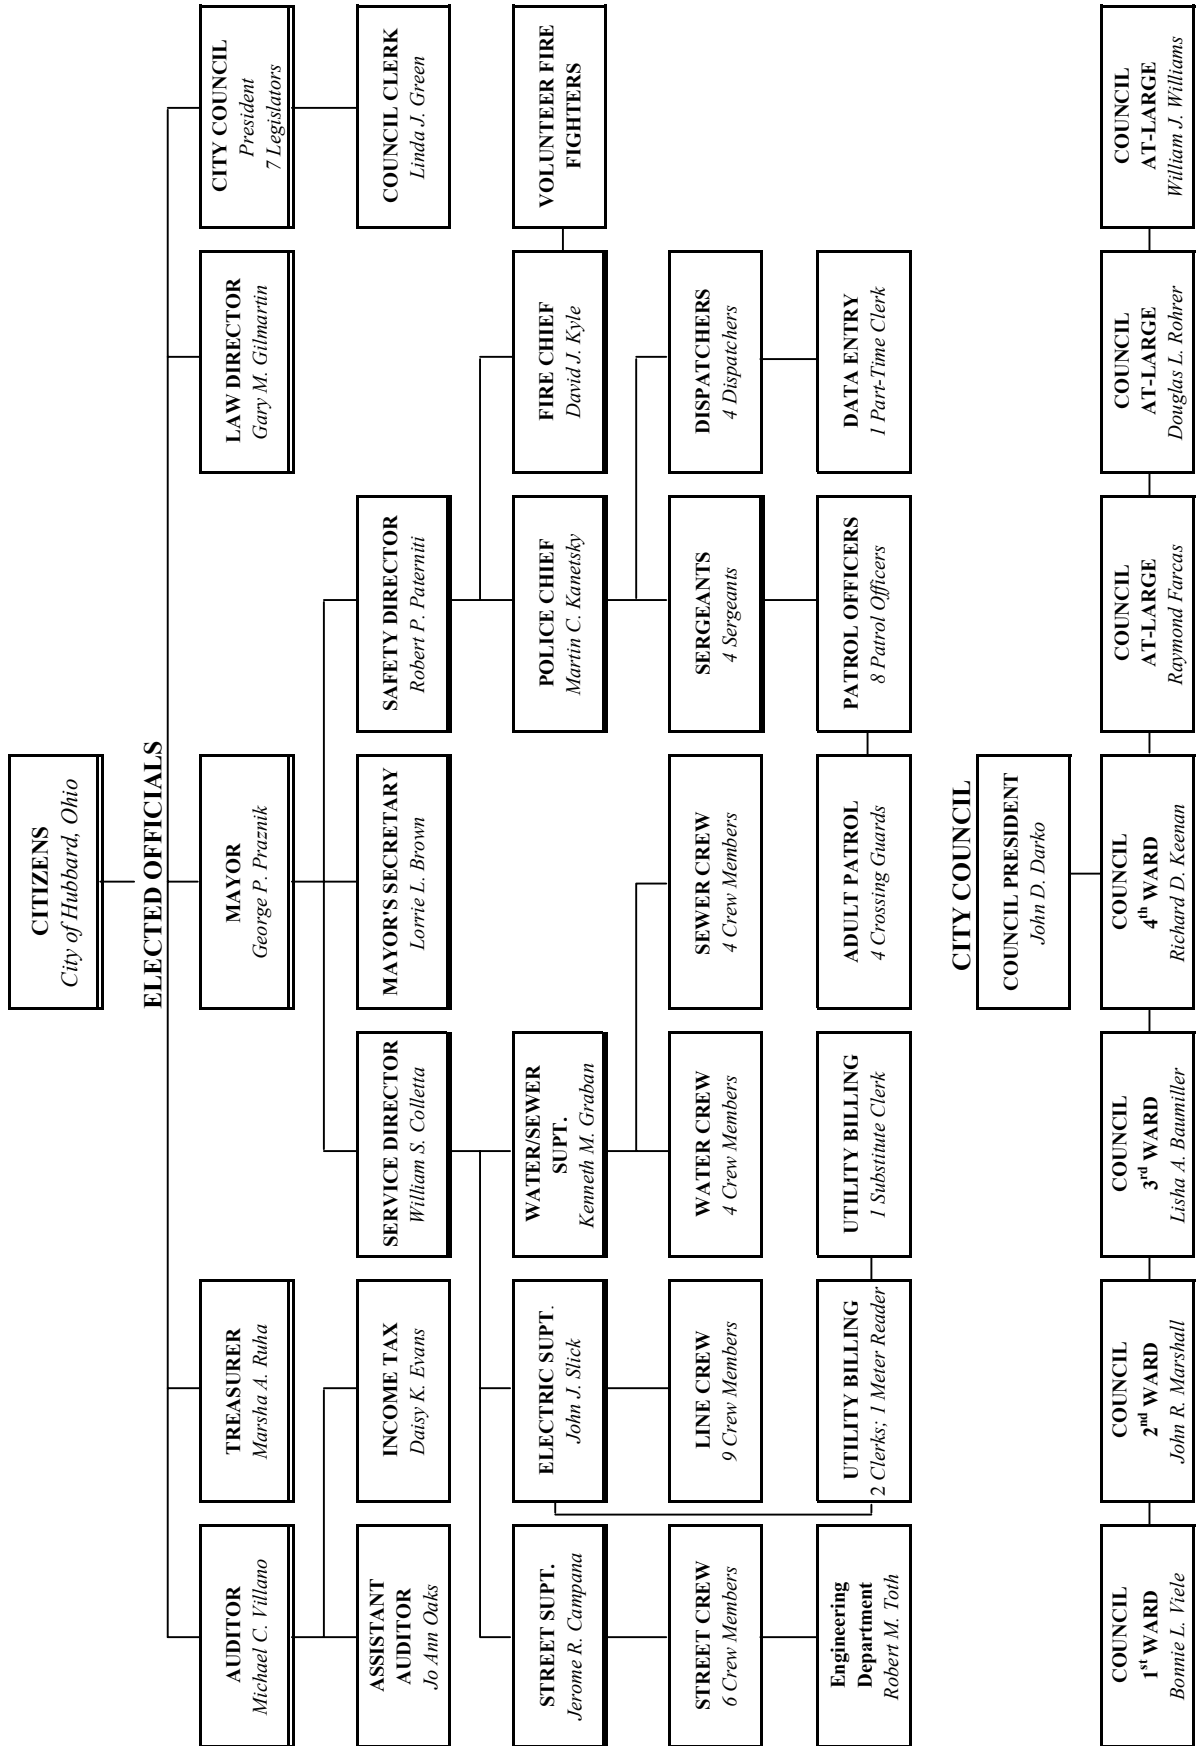 CITIZENS
City of Hubbard, Ohio
ELECTED OFFICIALS
AUDITOR
Michael C. Villano
TREASURER
Marsha A. Ruha
MAYOR
George P. Praznik
LAW DIRECTOR
Gary M. Gilmartin
CITY COUNCIL
President
7 Legislators
ASSISTANT
AUDITOR
Jo Ann Oaks
INCOME TAX
Daisy K. Evans
SERVICE DIRECTOR
William S. Colletta
MAYOR'S SECRETARY
Lorrie L. Brown
SAFETY DIRECTOR
Robert P. Paterniti
COUNCIL CLERK
Linda J. Green
STREET SUPT.
Jerome R. Campana
ELECTRIC SUPT.
John J. Slick
WATER/SEWER
SUPT.
Kenneth M. Graban
POLICE CHIEF
Martin C. Kanetsky
FIRE CHIEF
David J. Kyle
VOLUNTEER FIRE
FIGHTERS
STREET CREW
6 Crew Members
LINE CREW
9 Crew Members
WATER CREW
4 Crew Members
SEWER CREW
4 Crew Members
SERGEANTS
4 Sergeants
DISPATCHERS
4 Dispatchers
Engineering
Department
Robert M. Toth
UTILITY BILLING
2 Clerks; 1 Meter Reader
UTILITY BILLING
1 Substitute Clerk
ADULT PATROL
4 Crossing Guards
PATROL OFFICERS
8 Patrol Officers
DATA ENTRY
1 Part-Time Clerk
CITY COUNCIL
COUNCIL PRESIDENT
John D. Darko
COUNCIL
1st WARD
Bonnie L. Viele
COUNCIL
2nd WARD
John R. Marshall
COUNCIL
3rd WARD
Lisha A. Baumiller
COUNCIL
4th WARD
Richard D. Keenan
COUNCIL
AT-LARGE
Raymond Farcas
COUNCIL
AT-LARGE
Douglas L. Rohrer
COUNCIL
AT-LARGE
William J. Williams